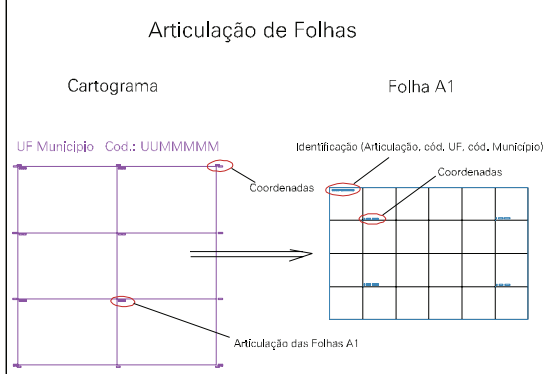 Articulação de Folhas
Cartograma
Folha A1
UF Municipio Cod.: UUMMMMM
Identificação (Articulação, cód. UF, cód. Município)
Coordenadas
Coordenadas
Articulação das Folhas A1